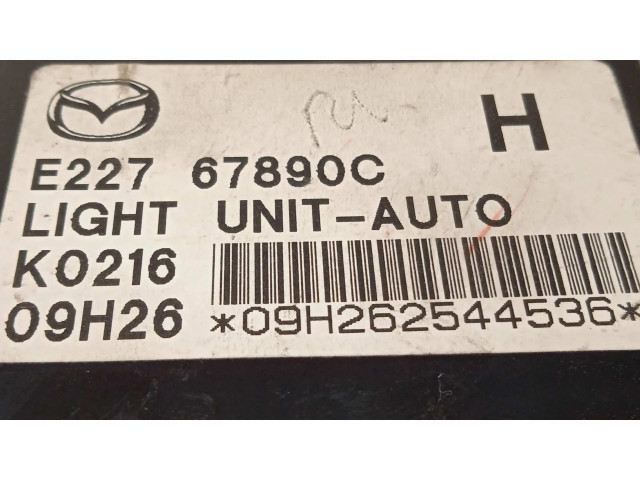 H
E227 67890C
LIGHT UNIT-AUTO
K0216
09H26 *09H262544536*